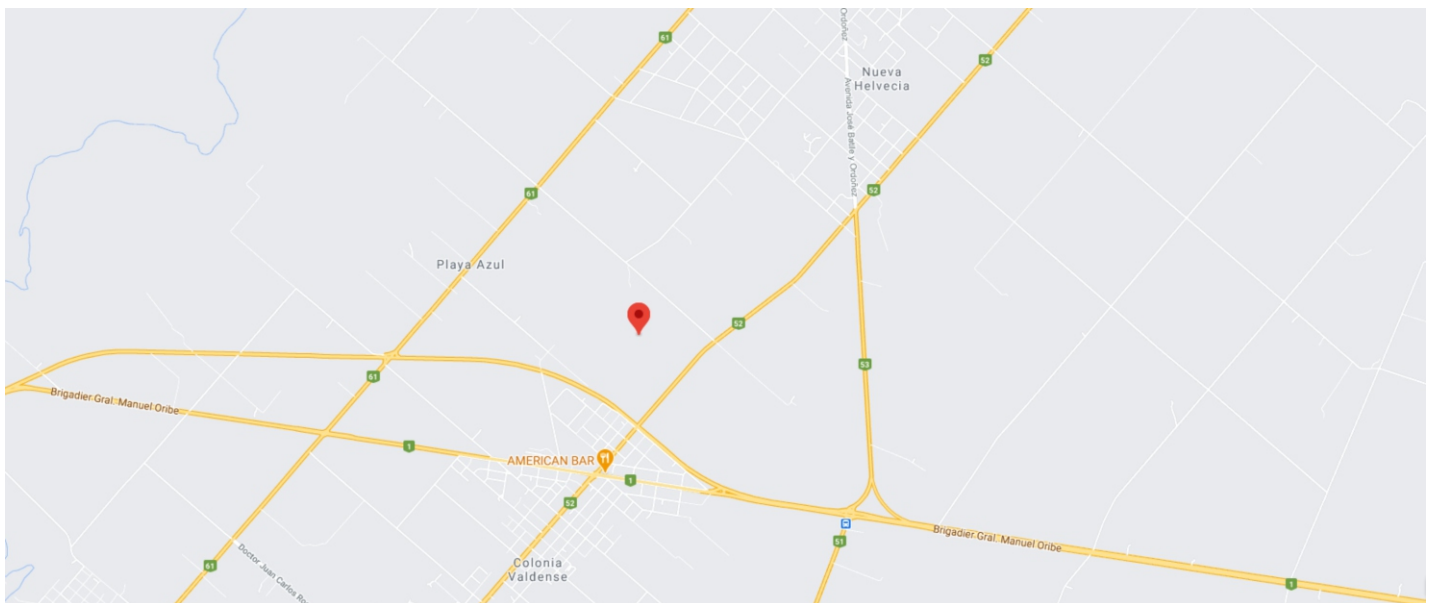 61
Ordoñez
52
Nueva
Helvecia
Avenida José Batlle y Ordoñez
61
52
Playa Azul
52
61
53
Brigadier Gral. Manuel Oribe
1
AMERICAN BAR
1
52
Brigadier Gral. Manuel Oribe
51
Colonia
Valdense
61
Doctor Juan Carlos Ro
1